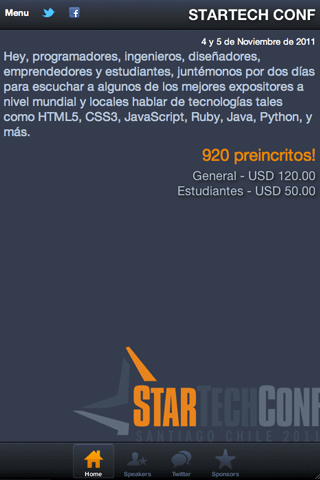 Menu
STARTECH CONF
4 y 5 de Noviembre de 2011
Hey, programadores, ingenieros, diseñadores,
emprendedores y estudiantes, juntémonos por dos días
para escuchar a algunos de los mejores expositores a
nivel mundial y locales hablar de tecnologías tales
como HTML5, CSS3, JavaScript, Ruby, Java, Python, y
más.
920 preincritos!
General - USD 120.00
Estudiantes - USD 50.00
STARTECHCONF
SANTIAGO CHILE 2011
Home Speakers Twitter Sponsors